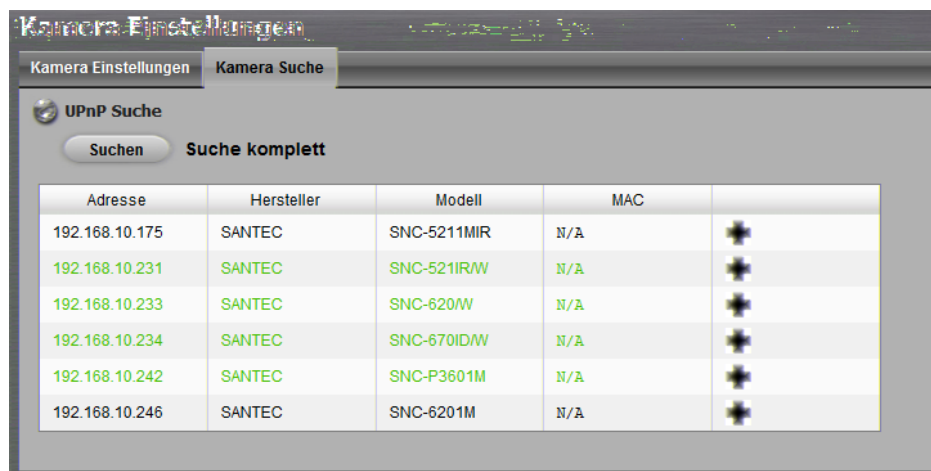 Kamera Einstellungen
Kamera Einstellungen Kamera Suche
UPnP Suche
Suchen Suche komplett
Adresse Hersteller Modell MAC
192.168.10.175 SANTEC SNC-5211MIR N/A
192.168.10.231 SANTEC SNC-521IR/W N/A
192.168.10.233 SANTEC SNC-620/W N/A
192.168.10.234 SANTEC SNC-670ID/W N/A
192.168.10.242 SANTEC SNC-P3601M N/A
192.168.10.246 SANTEC SNC-6201M N/A